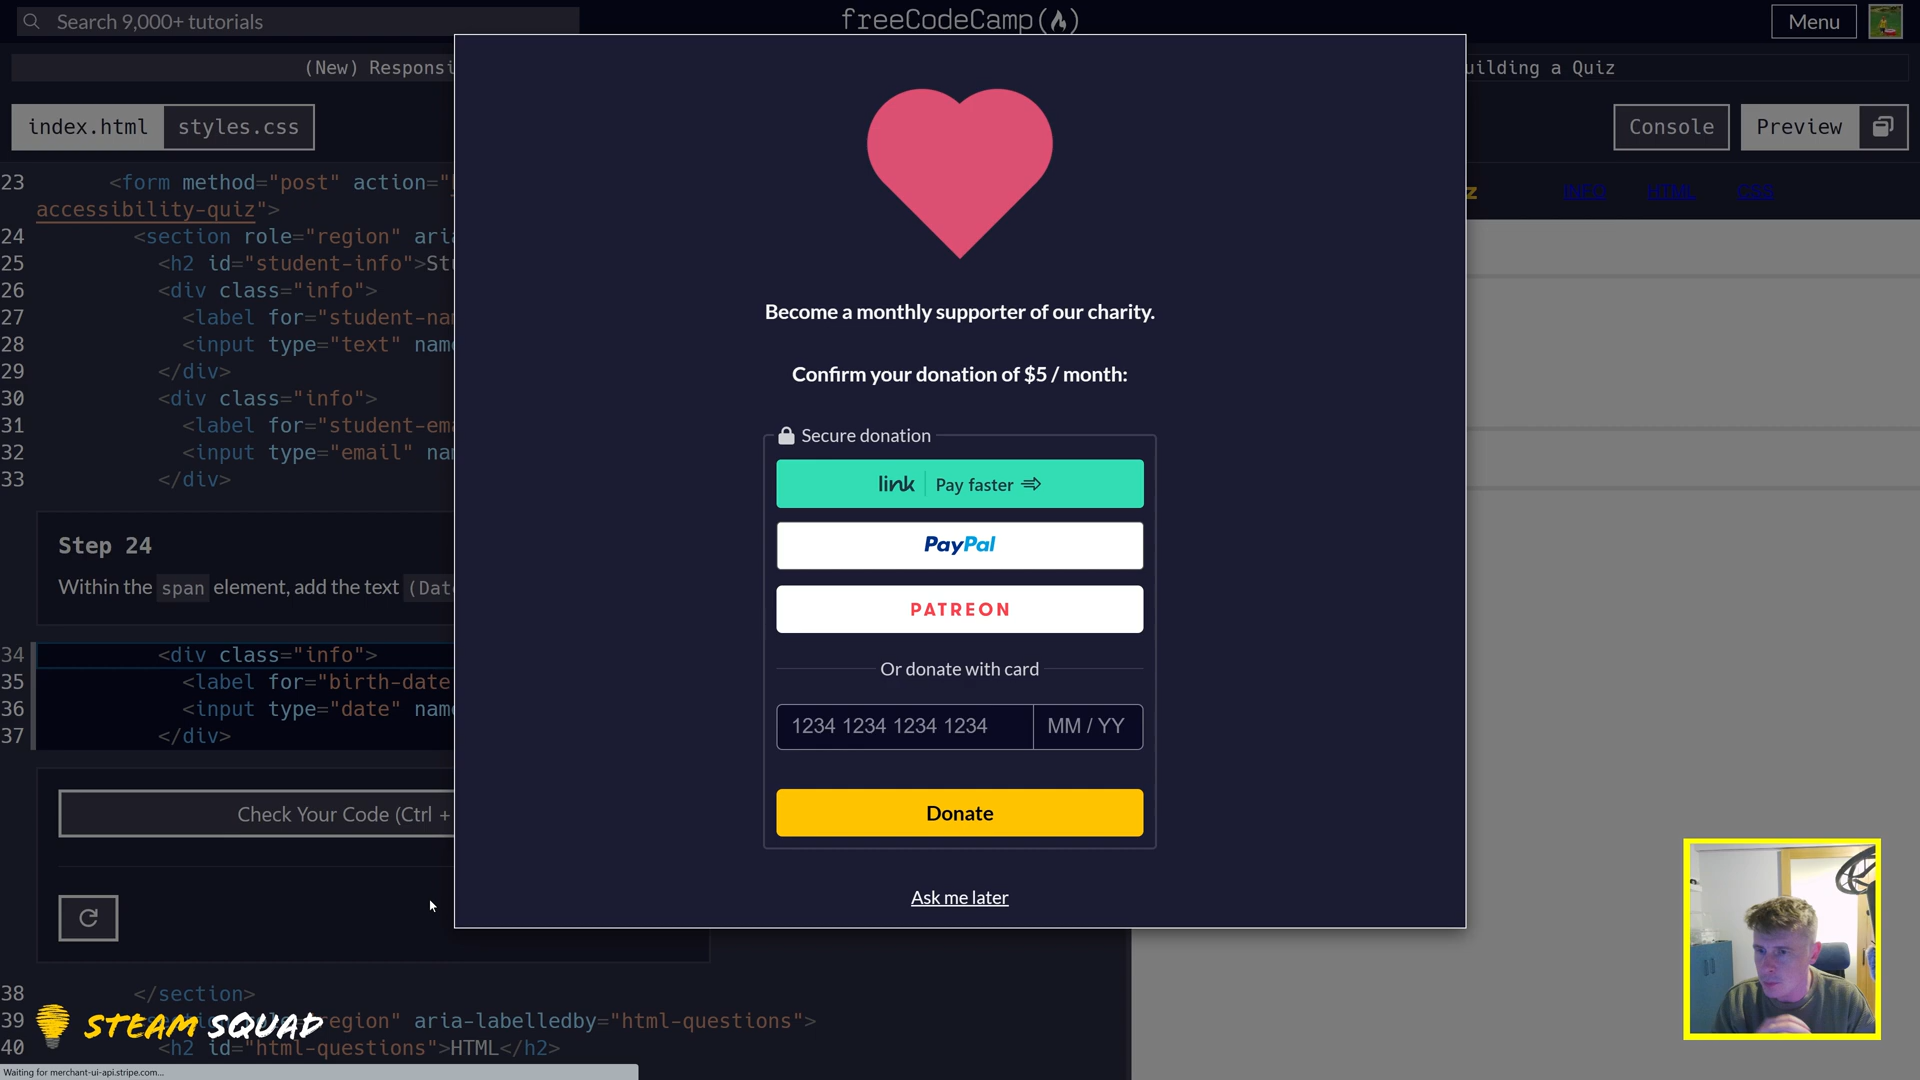 Search 9,000+ tutorials
freeCodeCamp
Menu
(New) Responsi
uilding a Quiz
index.html
styles.css
Console
Preview
23 <form method="post" action="
accessibility-quiz">
24 <section role="region" aria
25 <h2 id="student-info">St
26 <div class="info">
27 <label for="student-na
28 <input type="text" nam
29 </div>
30 <div class="info">
31 <label for="student-em
32 <input type="email" na
33 </div>
Step 24
Within the span element, add the text (Dat
34 <div class="info">
35 <label for="birth-date
36 <input type="date" nam
37 </div>
Check Your Code (Ctrl +
38 </section>
39 region" aria-labelledby="html-questions">
40 <h2 id="html-questions">HTML</h2>
STEAM SQUAD
Waiting for merchant-ui-api.stripe.com...
Become a monthly supporter of our charity.
Confirm your donation of $5 / month:
Secure donation
link Pay faster
PayPal
PATREON
Or donate with card
1234 1234 1234 1234
MM / YY
Donate
Ask me later
z
INFO
HTML
CSS